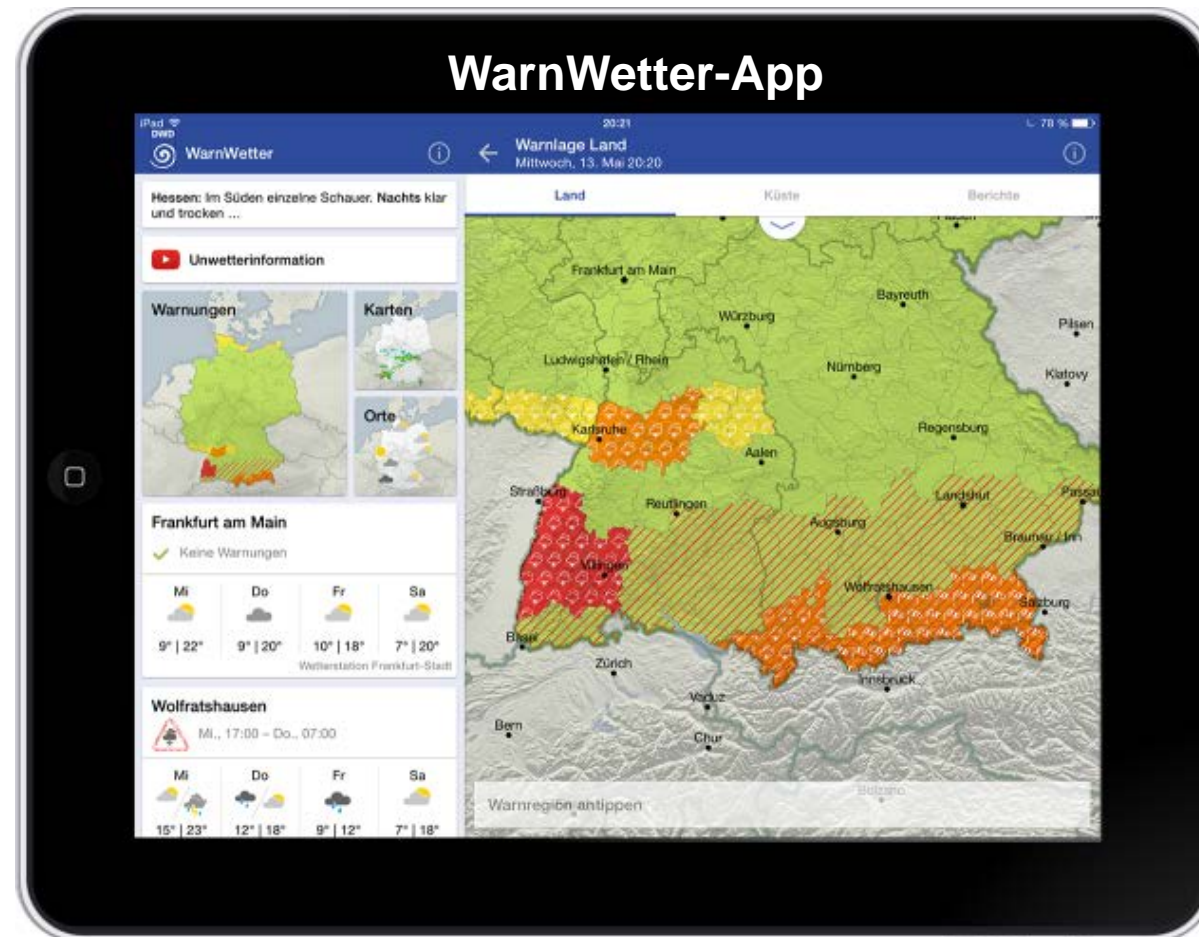 WarnWetter-App
iPad
20:21
78 %
DWD
WarnWetter
Warnlage Land
Mittwoch, 13. Mai 20:20
Hessen: Im Süden einzelne Schauer. Nachts klar
und trocken ...
Unwetterinformation
Warnungen
Karten
Orte
Frankfurt am Main
Keine Warnungen
Mi Do Fr Sa
9° | 22° 9° | 20° 10° | 18° 7° | 20°
Wetterstation Frankfurt-Stadt
Wolfratshausen
Mi., 17:00 – Do., 07:00
Mi Do Fr Sa
15° | 23° 12° | 18° 9° | 12° 7° | 18°
Land Küste Berichte
Frankfurt am Main
Bayreuth
Würzburg
Pilsen
Ludwigshafen / Rhein
Nürnberg
Klatovy
Karlsruhe
Regensburg
Aalen
Straßburg
Reutlingen
Landshut
Passau
Augsburg
Braunau / Inn
Villingen
Wolfratshausen
Salzburg
Basel
Zürich
Innsbruck
Vaduz
Bern
Chur
Bolzano
Warnregion antippen